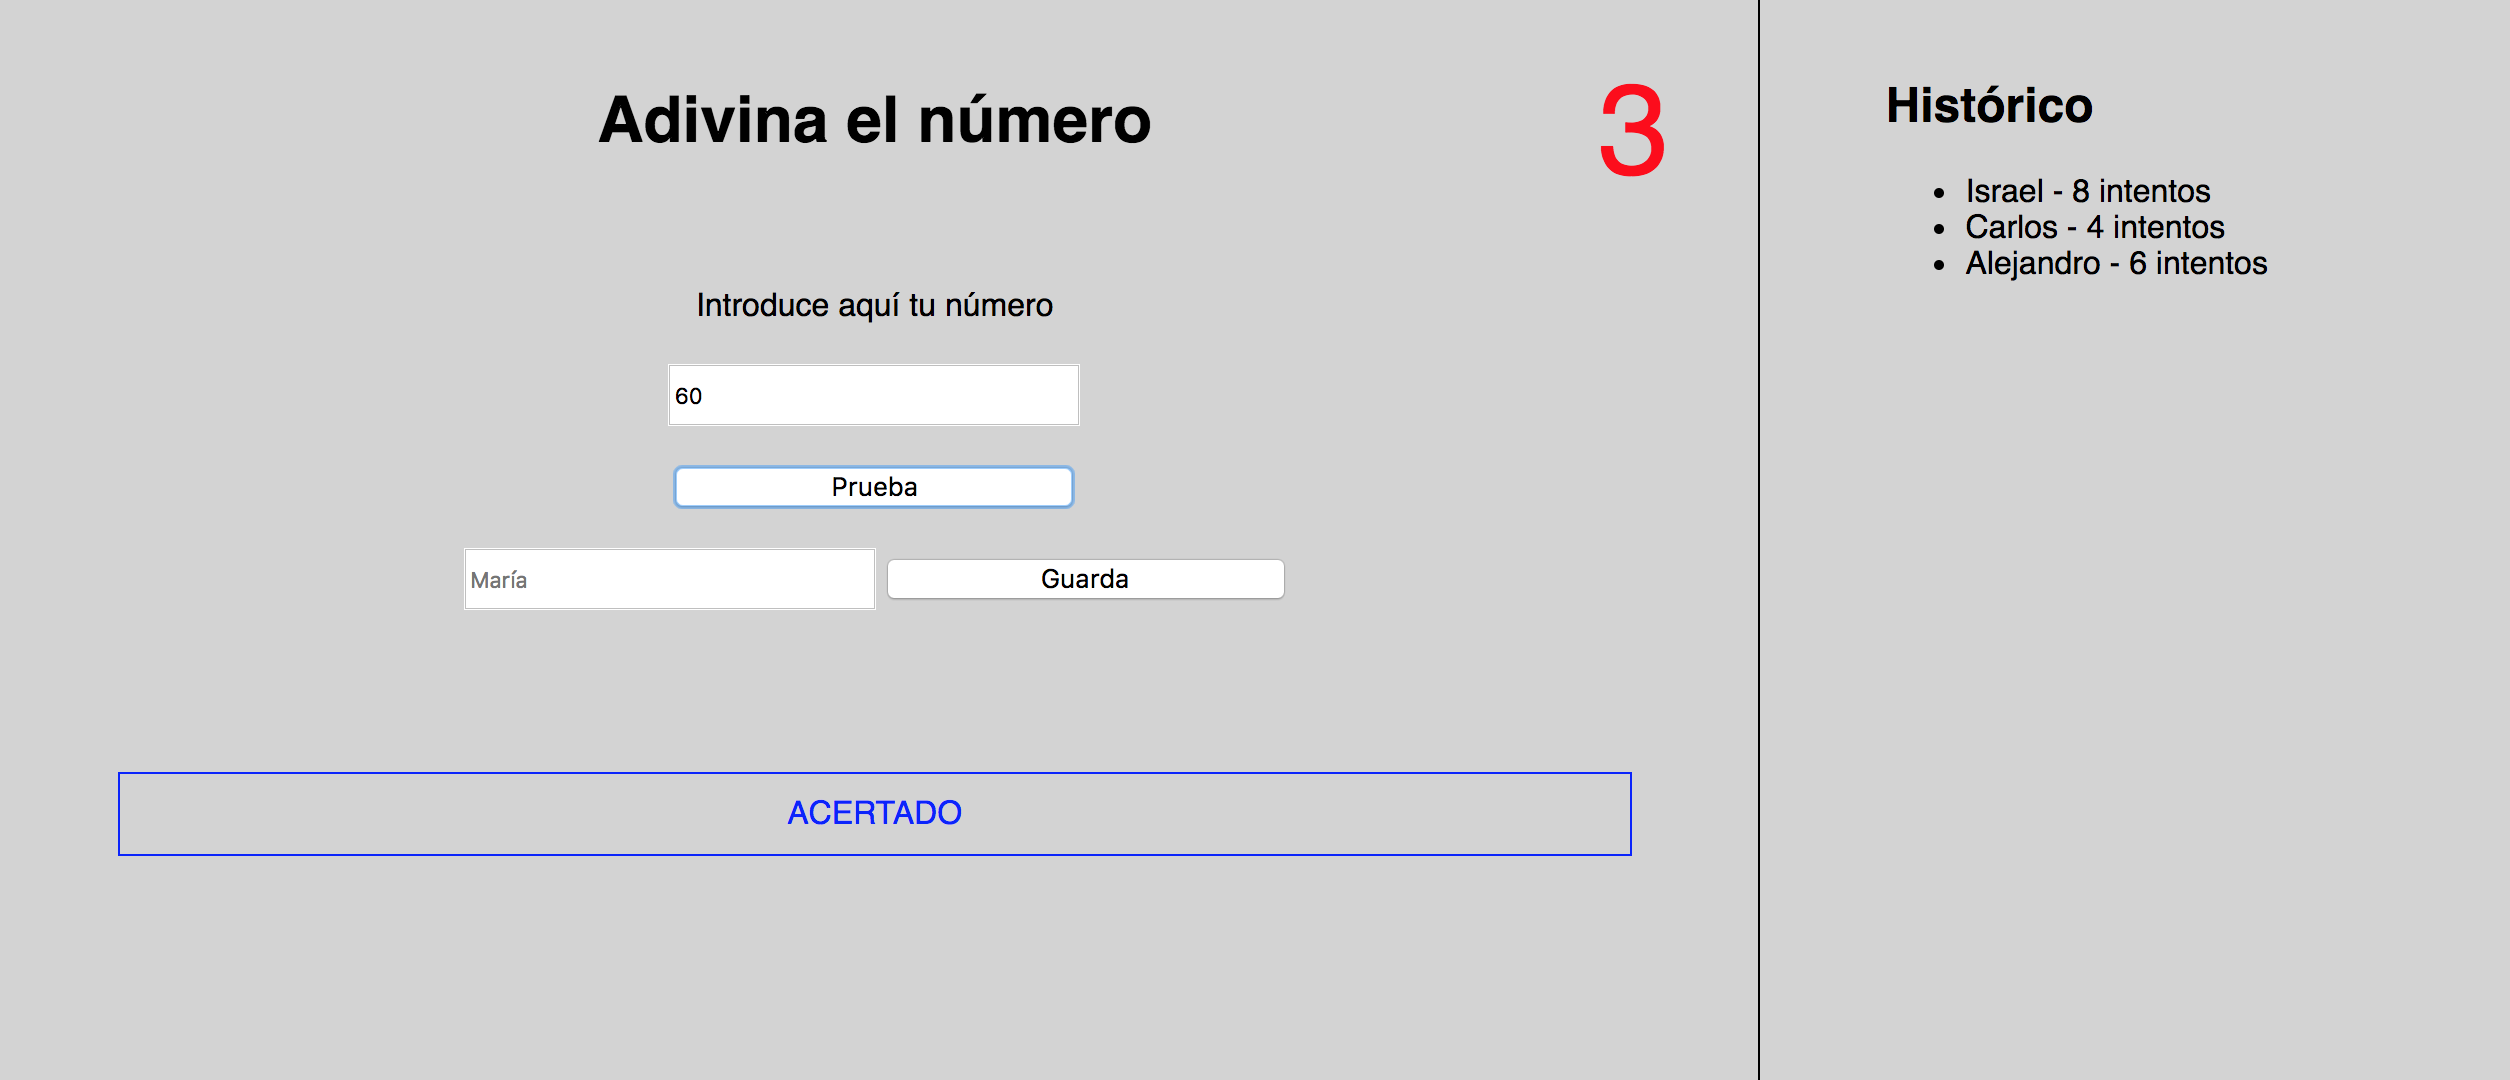 Adivina el número
3
Introduce aquí tu número
60
Prueba
María
Guarda
ACERTADO
Histórico
• Israel - 8 intentos
• Carlos - 4 intentos
• Alejandro - 6 intentos